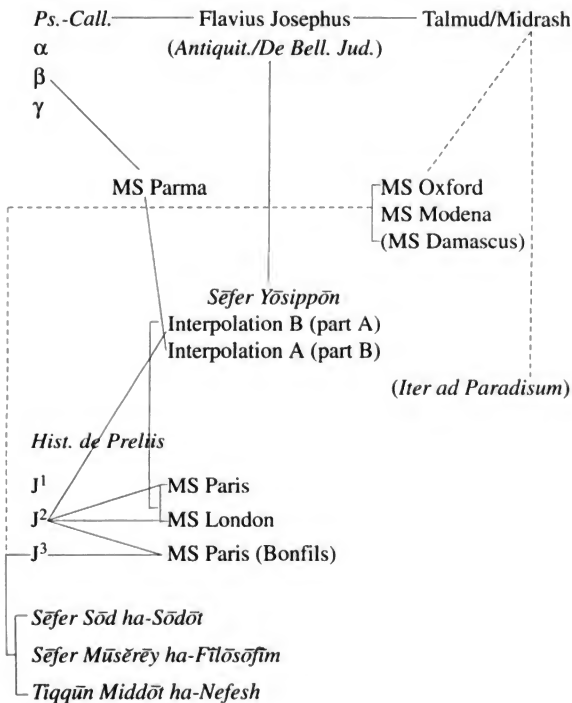 Ps.-Call. Flavius Josephus Talmud/Midrash
α (Antiquit./De Bell. Jud.)
β
γ
MS Parma MS Oxford
MS Modena
(MS Damascus)
Sēfer Yōsippōn
Interpolation B (part A)
Interpolation A (part B)
(Iter ad Paradisum)
Hist. de Preliis
J¹ MS Paris
J² MS London
J³ MS Paris (Bonfils)
Sēfer Sōd ha-Sōdōt
Sēfer Mūsĕrēy ha-Fīlōsōfīm
Tiqqūn Middōt ha-Nefesh